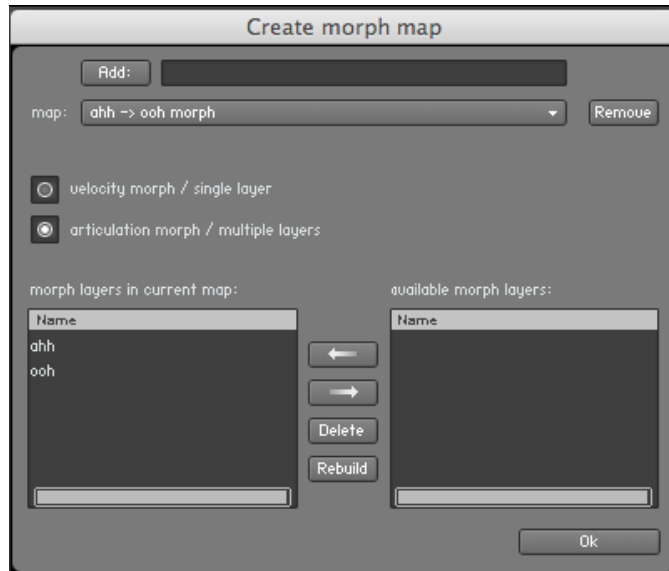 Create morph map
Add:
map: ahh -> ooh morph Remove
velocity morph / single layer
articulation morph / multiple layers
morph layers in current map: available morph layers:
Name Name
ahh
ooh
Delete
Rebuild
Ok